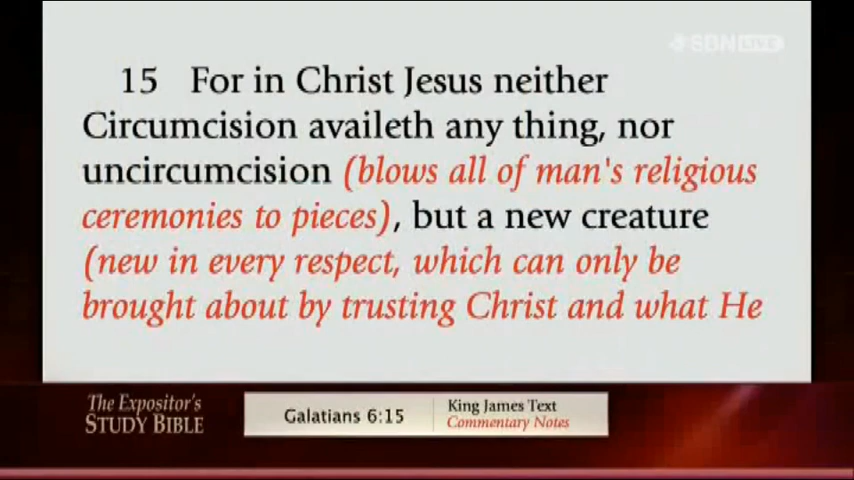 SBN LIVE
15 For in Christ Jesus neither
Circumcision availeth any thing, nor
uncircumcision (blows all of man's religious
ceremonies to pieces), but a new creature
(new in every respect, which can only be
brought about by trusting Christ and what He
The Expositor's
STUDY BIBLE
Galatians 6:15
King James Text
Commentary Notes